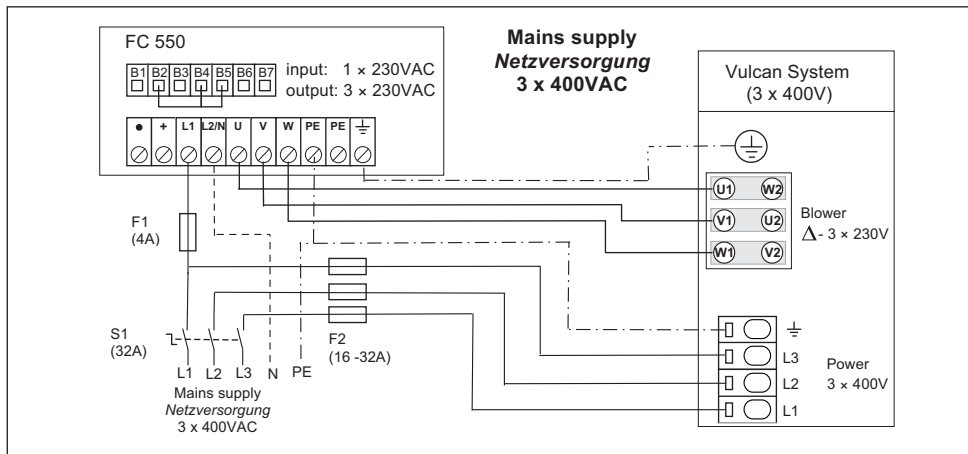 FC 550
B1 B2 B3 B4 B5 B6 B7
input: 1 × 230VAC
output: 3 × 230VAC
+ L1 L2/N U V W PE PE
Mains supply
Netzversorgung
3 x 400VAC
Vulcan System
(3 x 400V)
U1 W2
V1 U2
W1 V2
Blower
Δ- 3 × 230V
F1
(4A)
F2
(16 -32A)
S1
(32A)
L1 L2 L3 N PE
Mains supply
Netzversorgung
3 x 400VAC
L3
L2
L1
Power
3 × 400V